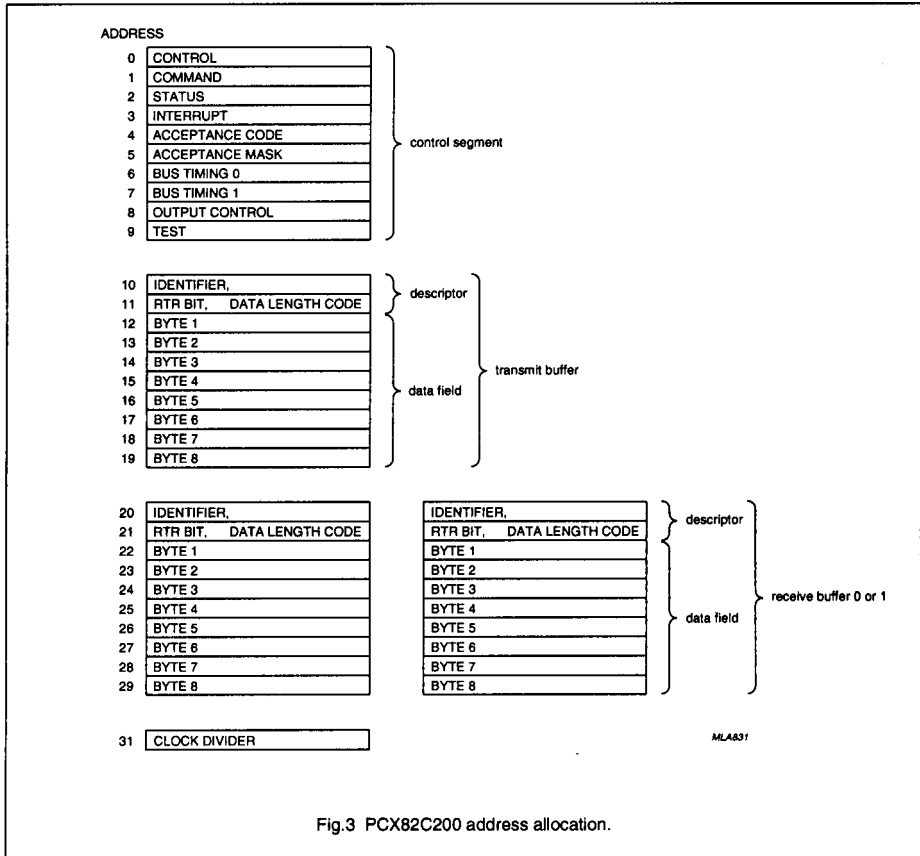 ADDRESS
0 CONTROL
1 COMMAND
2 STATUS
3 INTERRUPT
4 ACCEPTANCE CODE
5 ACCEPTANCE MASK
6 BUS TIMING 0
7 BUS TIMING 1
8 OUTPUT CONTROL
9 TEST
control segment
10 IDENTIFIER,
11 RTR BIT, DATA LENGTH CODE
12 BYTE 1
13 BYTE 2
14 BYTE 3
15 BYTE 4
16 BYTE 5
17 BYTE 6
18 BYTE 7
19 BYTE 8
descriptor
data field
transmit buffer
20 IDENTIFIER, IDENTIFIER,
21 RTR BIT, DATA LENGTH CODE RTR BIT, DATA LENGTH CODE
22 BYTE 1 BYTE 1
23 BYTE 2 BYTE 2
24 BYTE 3 BYTE 3
25 BYTE 4 BYTE 4
26 BYTE 5 BYTE 5
27 BYTE 6 BYTE 6
28 BYTE 7 BYTE 7
29 BYTE 8 BYTE 8
descriptor
data field
receive buffer 0 or 1
31 CLOCK DIVIDER
MLA831
Fig.3 PCX82C200 address allocation.